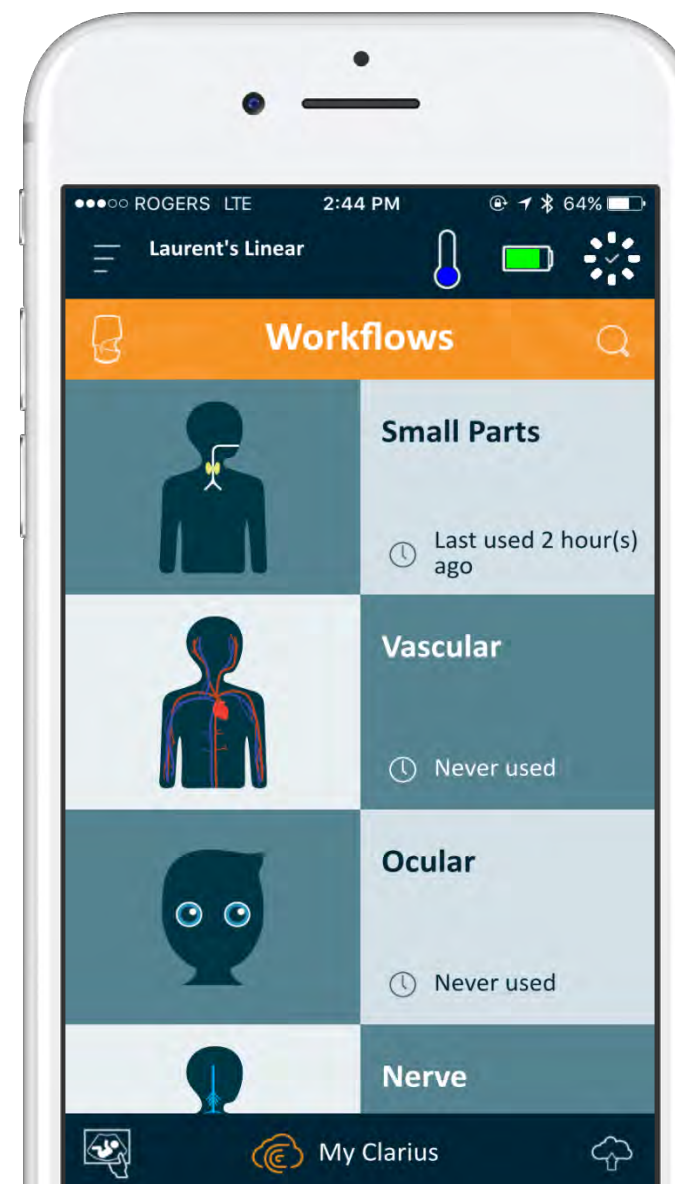 ●●●○○ ROGERS LTE 2:44 PM 64%
Laurent's Linear
Workflows
Small Parts
Last used 2 hour(s)
ago
Vascular
Never used
Ocular
Never used
Nerve
My Clarius